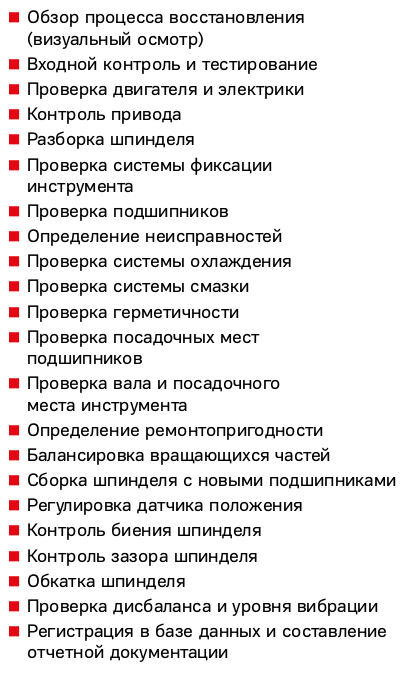 Обзор процесса восстановления
(визуальный осмотр)
Входной контроль и тестирование
Проверка двигателя и электрики
Контроль привода
Разборка шпинделя
Проверка системы фиксации
инструмента
Проверка подшипников
Определение неисправностей
Проверка системы охлаждения
Проверка системы смазки
Проверка герметичности
Проверка посадочных мест
подшипников
Проверка вала и посадочного
места инструмента
Определение ремонтопригодности
Балансировка вращающихся частей
Сборка шпинделя с новыми подшипниками
Регулировка датчика положения
Контроль биения шпинделя
Контроль зазора шпинделя
Обкатка шпинделя
Проверка дисбаланса и уровня вибрации
Регистрация в базе данных и составление
отчетной документации